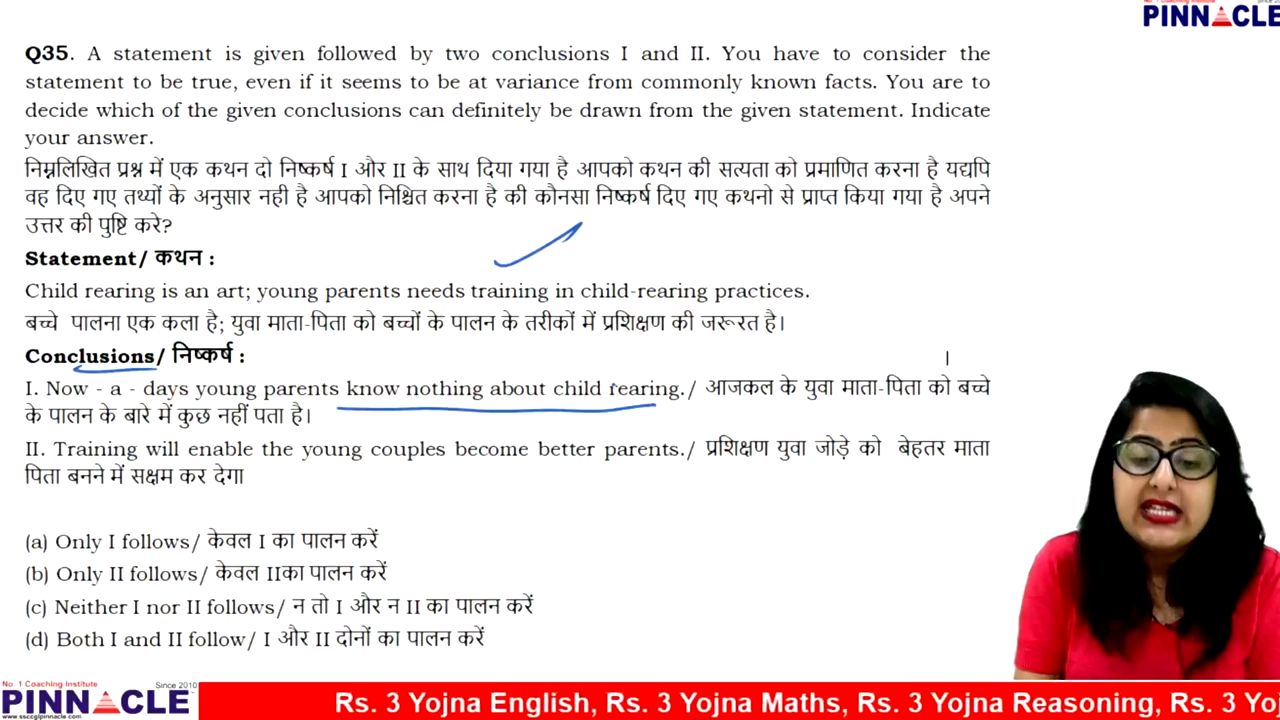 PINNACLE
Q35. A statement is given followed by two conclusions I and II. You have to consider the
statement to be true, even if it seems to be at variance from commonly known facts. You are to
decide which of the given conclusions can definitely be drawn from the given statement. Indicate
your answer.
निम्नलिखित प्रश्न में एक कथन दो निष्कर्ष I और II के साथ दिया गया है आपको कथन की सत्यता को प्रमाणित करना है यद्यपि
वह दिए गए तथ्यों के अनुसार नही है आपको निश्चित करना है की कौनसा निष्कर्ष दिए गए कथनो से प्राप्त किया गया है अपने
उत्तर की पुष्टि करे?
Statement/ कथन :
Child rearing is an art; young parents needs training in child-rearing practices.
बच्चे पालना एक कला है; युवा माता-पिता को बच्चों के पालन के तरीकों में प्रशिक्षण की जरूरत है।
Conclusions/ निष्कर्ष :
I. Now - a - days young parents know nothing about child rearing./ आजकल के युवा माता-पिता को बच्चे
के पालन के बारे में कुछ नहीं पता है।
II. Training will enable the young couples become better parents./ प्रशिक्षण युवा जोड़े को बेहतर माता
पिता बनने में सक्षम कर देगा
(a) Only I follows/ केवल I का पालन करें
(b) Only II follows/ केवल IIका पालन करें
(c) Neither I nor II follows/ न तो I और न II का पालन करें
(d) Both I and II follow/ I और II दोनों का पालन करें
No. 1 Coaching Institute Since 2010
PINNACLE
www.ssccglpinnacle.com
Rs. 3 Yojna English, Rs. 3 Yojna Maths, Rs. 3 Yojna Reasoning, Rs. 3